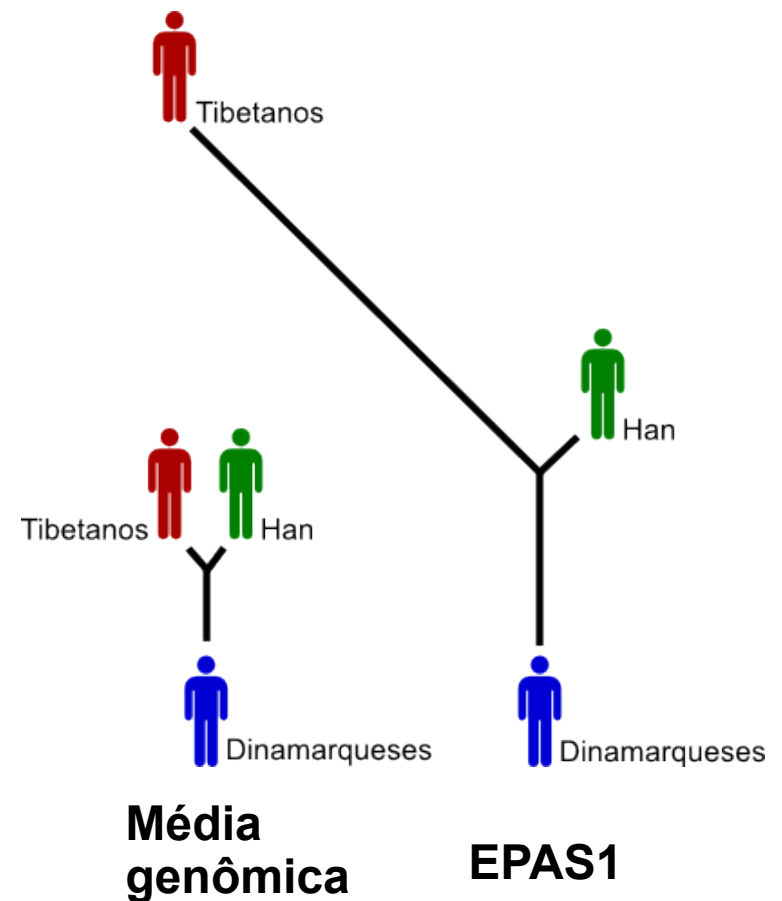 Tibetanos
Han
Tibetanos
Han
Dinamarqueses
Dinamarqueses
Média
genômica
EPAS1